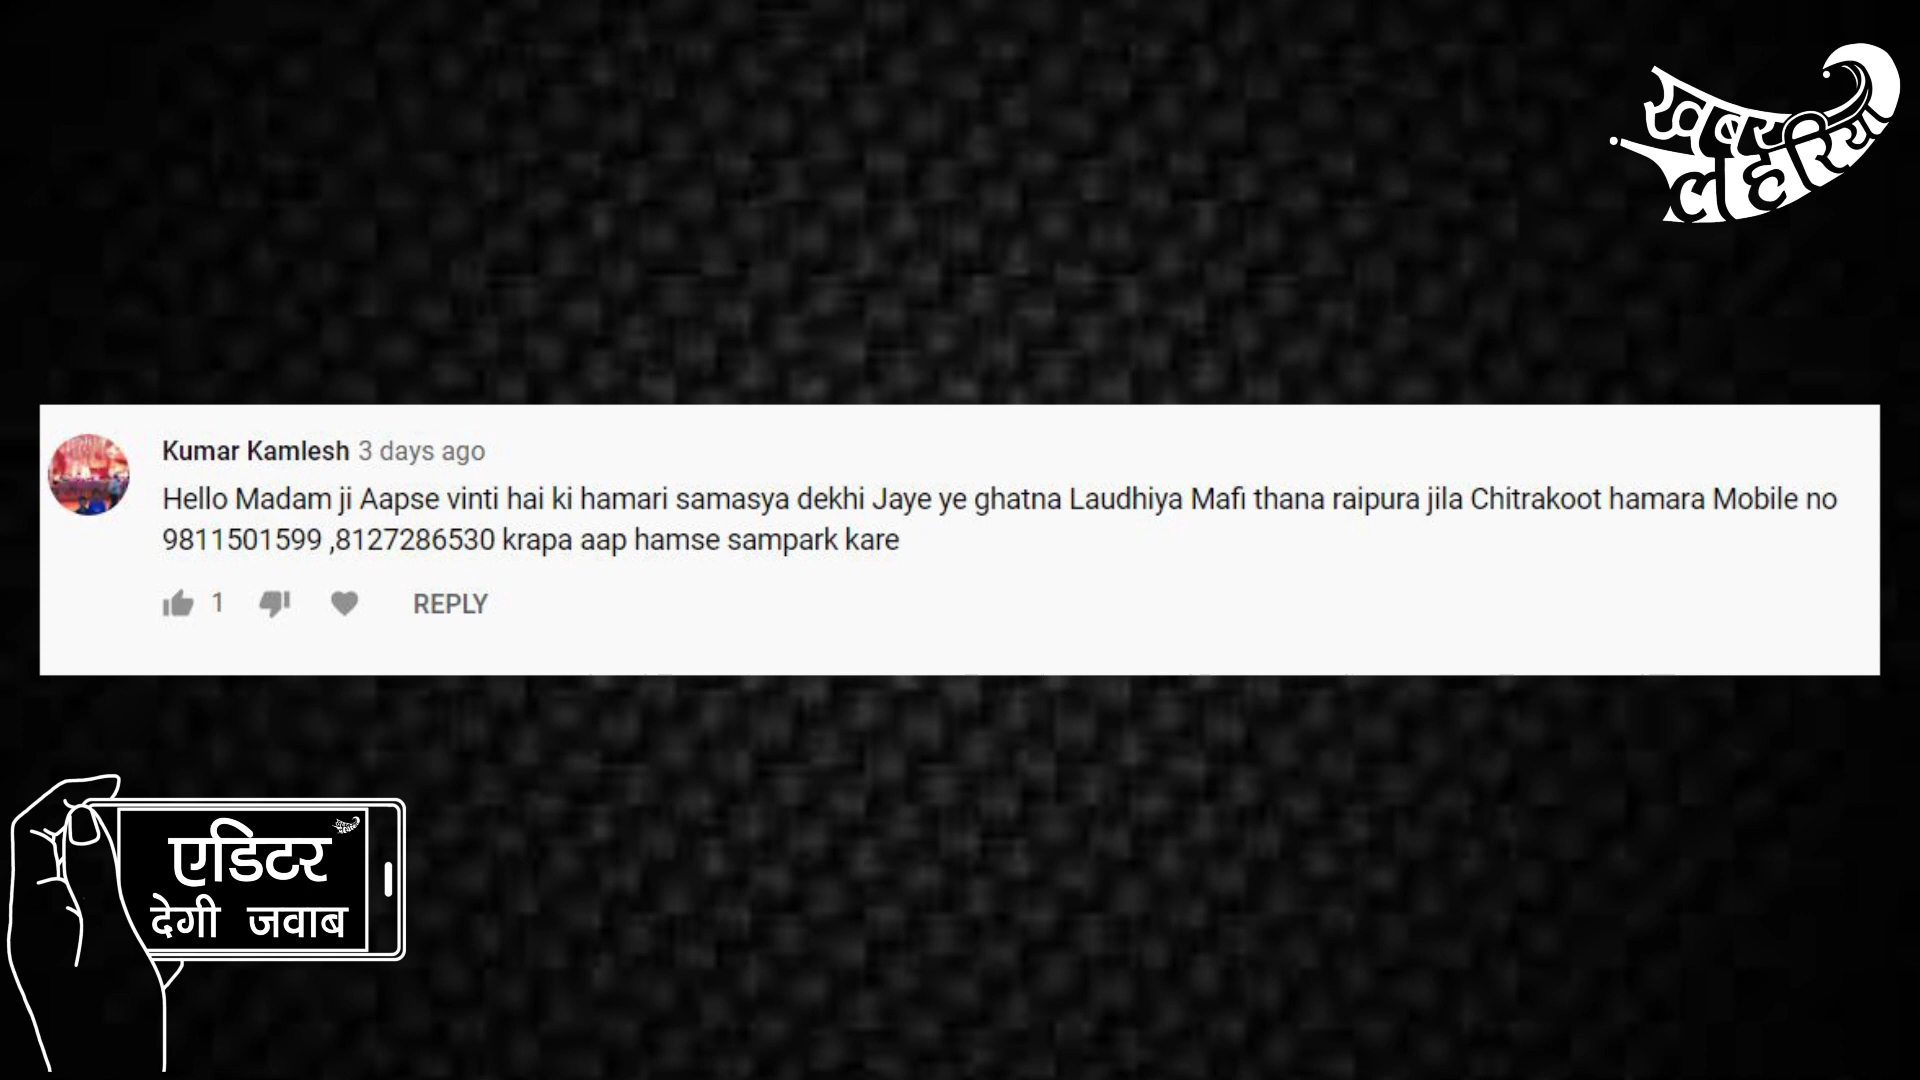 खबर
लहरिया
Kumar Kamlesh 3 days ago
Hello Madam ji Aapse vinti hai ki hamari samasya dekhi Jaye ye ghatna Laudhiya Mafi thana raipura jila Chitrakoot hamara Mobile no
9811501599 ,8127286530 krapa aap hamse sampark kare
1 REPLY
एडिटर
देगी जवाब